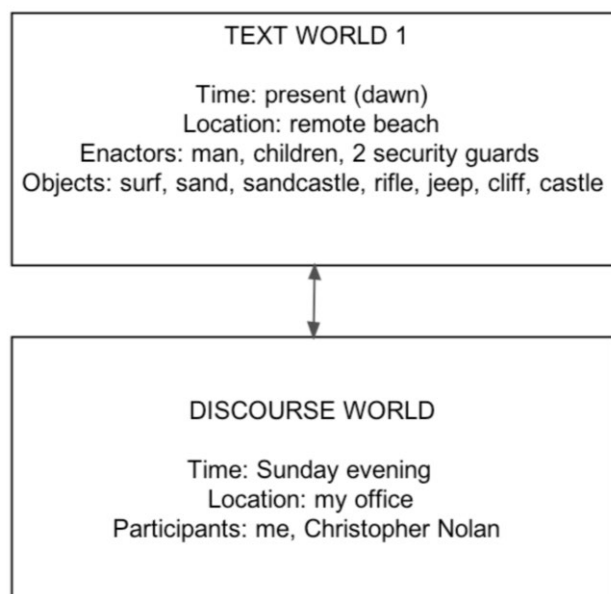 TEXT WORLD 1
Time: present (dawn)
Location: remote beach
Enactors: man, children, 2 security guards
Objects: surf, sand, sandcastle, rifle, jeep, cliff, castle
DISCOURSE WORLD
Time: Sunday evening
Location: my office
Participants: me, Christopher Nolan